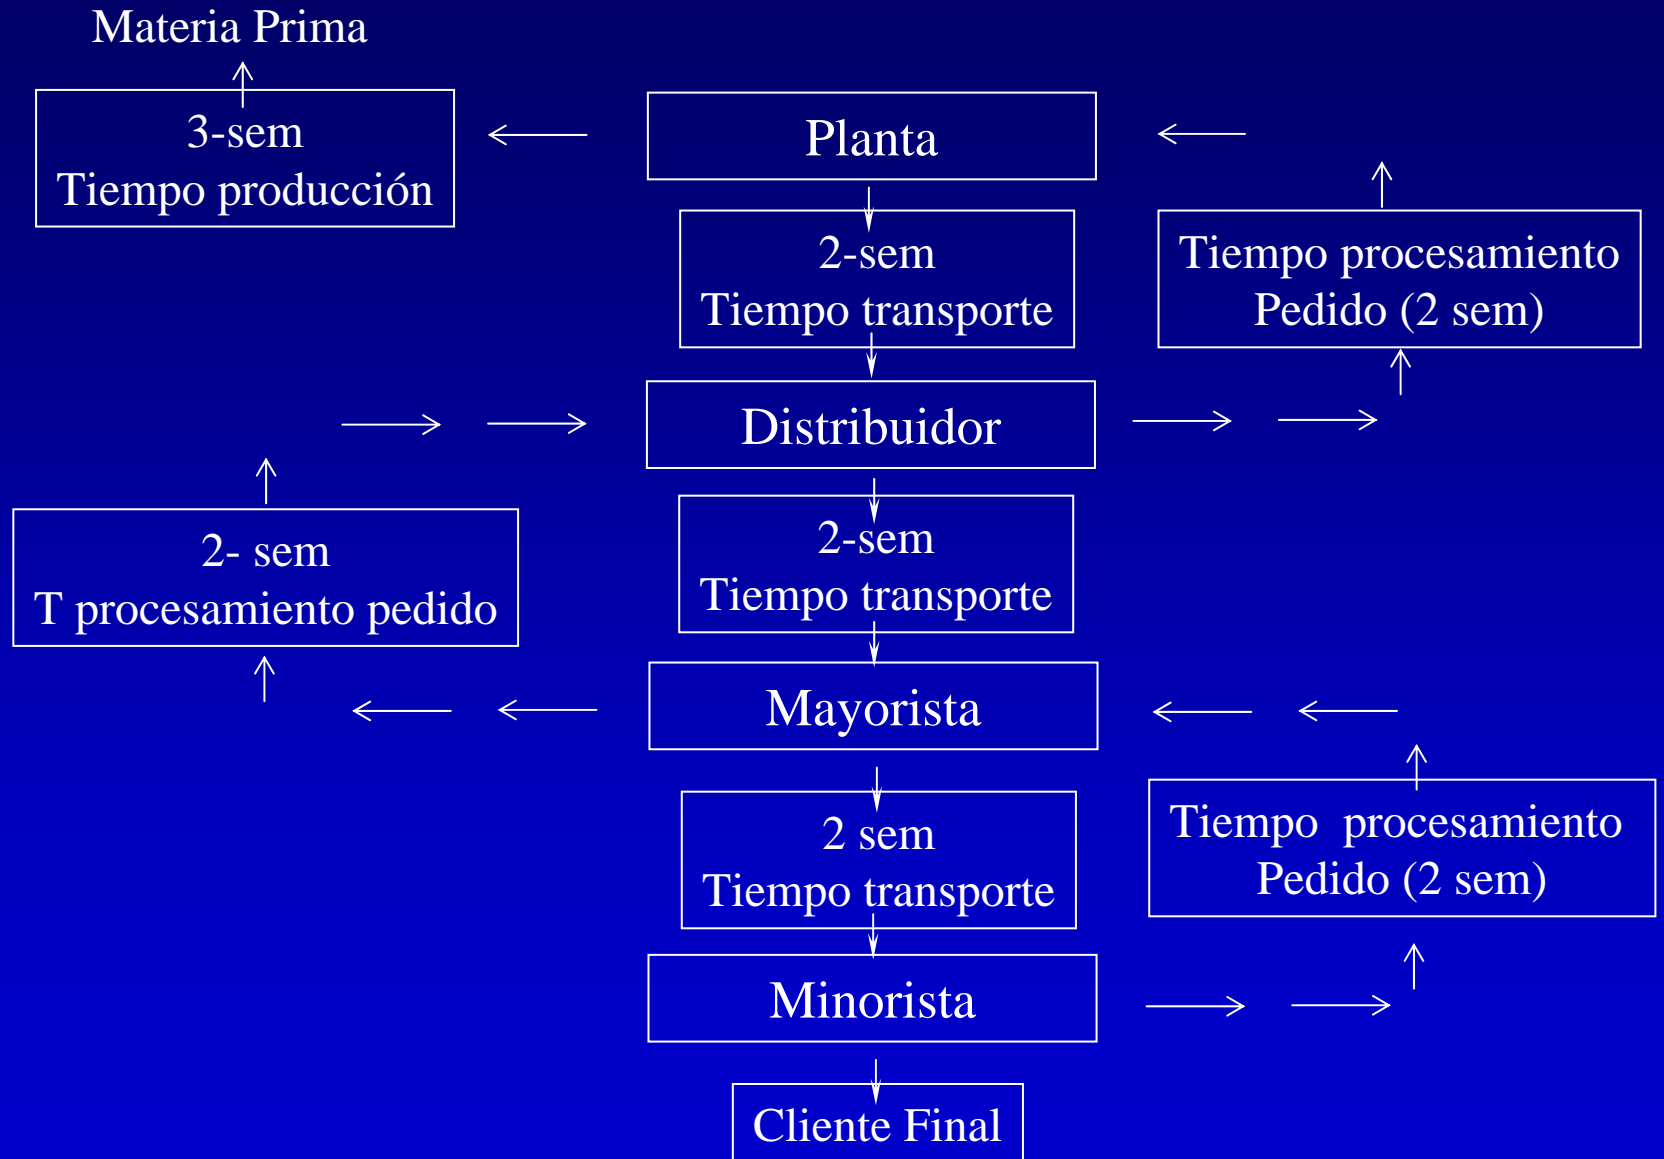 Materia Prima
3-sem
Tiempo producción
Planta
2-sem
Tiempo transporte
Tiempo procesamiento
Pedido (2 sem)
Distribuidor
2- sem
T procesamiento pedido
2-sem
Tiempo transporte
Mayorista
2 sem
Tiempo transporte
Tiempo  procesamiento
Pedido (2 sem)
Minorista
Cliente Final